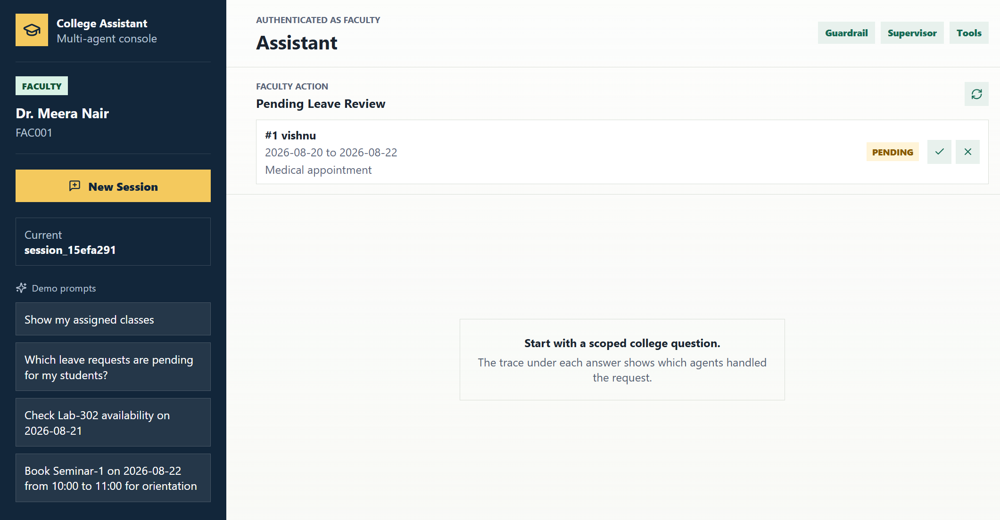 College Assistant
Multi-agent console
FACULTY
Dr. Meera Nair
FAC001
New Session
Current
session_15efa291
Demo prompts
Show my assigned classes
Which leave requests are pending
for my students?
Check Lab-302 availability on
2026-08-21
Book Seminar-1 on 2026-08-22
from 10:00 to 11:00 for orientation
AUTHENTICATED AS FACULTY
Assistant
Guardrail
Supervisor
Tools
FACULTY ACTION
Pending Leave Review
#1 vishnu
2026-08-20 to 2026-08-22
Medical appointment
PENDING
Start with a scoped college question.
The trace under each answer shows which agents handled
the request.